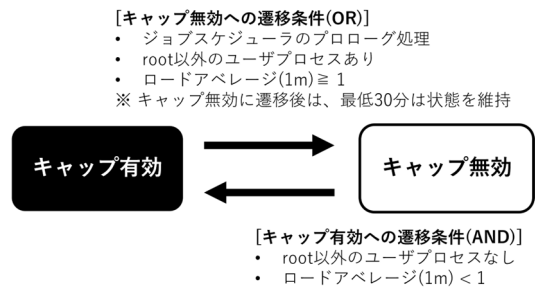 [キャップ無効への遷移条件(OR)]
• ジョブスケジューラのプロローグ処理
• root以外のユーザプロセスあり
• ロードアベレージ(1m)≧ 1
※ キャップ無効に遷移後は、最低30分は状態を維持
キャップ有効
キャップ無効
[キャップ有効への遷移条件(AND)]
• root以外のユーザプロセスなし
• ロードアベレージ(1m) < 1